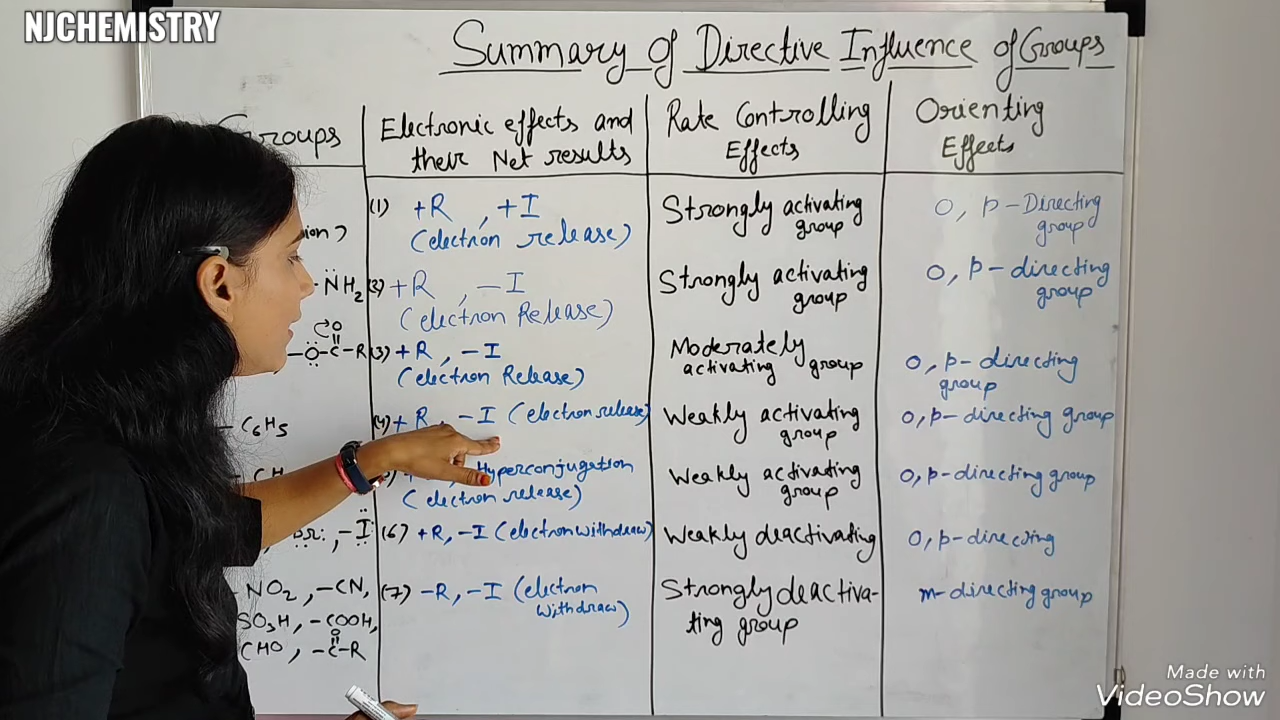 NJCHEMISTRY
Summary of Directive Influence of Groups
Groups
Electronic effects and
their Net results
Rate Controlling
Effects
Orienting
Effects
(1) +R , +I
(electron release)
Strongly activating
group
O, p-Directing
group
-N̈H2
(2) +R , -I
(electron Release)
Strongly activating
group
O, p-directing
group
O
-Ö-C-R
(3) +R, -I
(electron Release)
Moderately
activating group
O, p-directing
group
- C6H5
(4) +R, -I (electron release)
Weakly activating
group
O, p-directing group
Hyperconjugation
(electron release)
Weakly activating
group
O, p-directing group
Br:, -I:
(6) +R, -I (electron withdraw)
Weakly deactivating
O, p-directing
NO2, -CN,
SO3H, -COOH,
O
CHO, -C-R
(7) -R, -I (electron
withdraw)
Strongly deactiva-
ting group
m-directing group
Made with
VideoShow